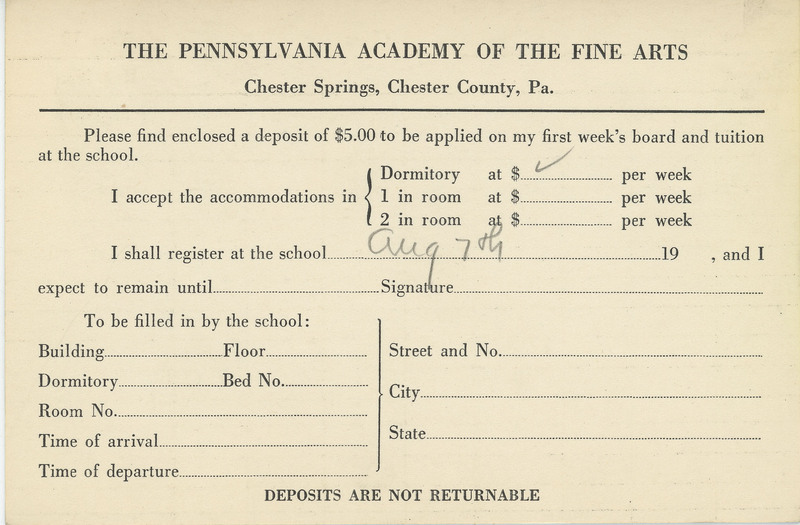 THE PENNSYLVANIA ACADEMY OF THE FINE ARTS
Chester Springs, Chester County, Pa.
Please find enclosed a deposit of $5.00 to be applied on my first week's board and tuition
at the school.
Dormitory at $ ✓ per week
I accept the accommodations in { 1 in room at $ per week
2 in room at $ per week
I shall register at the school Aug 7th 19 , and I
expect to remain until Signature
To be filled in by the school:
Building Floor
Dormitory Bed No.
Room No.
Time of arrival
Time of departure
Street and No.
City
State
DEPOSITS ARE NOT RETURNABLE